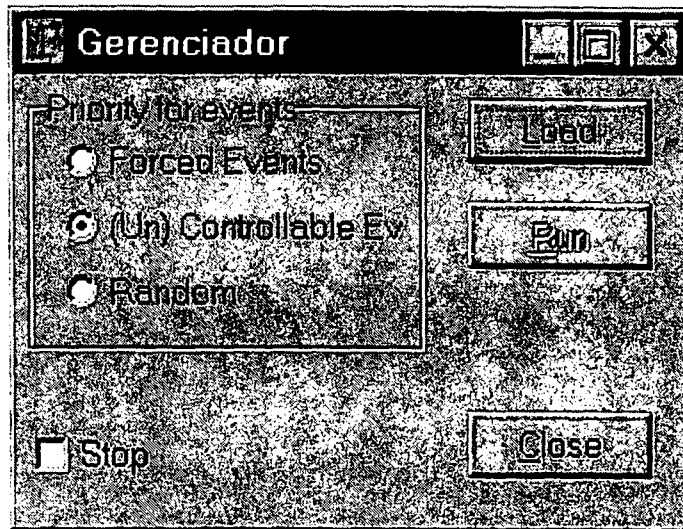 Gerenciador
Priority for events
Load
Forced Events
(Un) Controllable Ev
Run
Random
Stop
Close